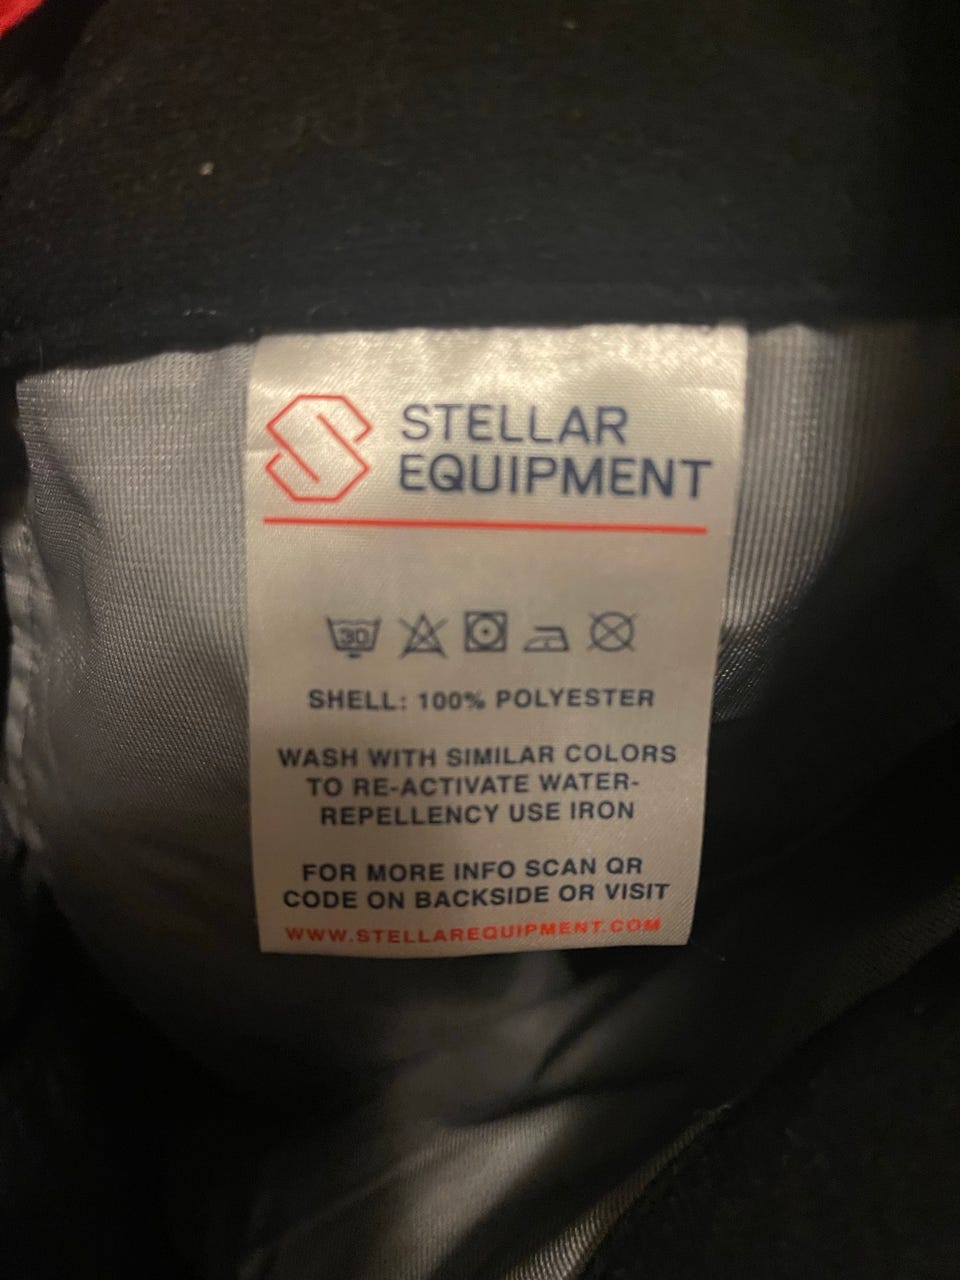 STELLAR
EQUIPMENT
30
SHELL: 100% POLYESTER
WASH WITH SIMILAR COLORS
TO RE-ACTIVATE WATER-
REPELLENCY USE IRON
FOR MORE INFO SCAN QR
CODE ON BACKSIDE OR VISIT
WWW.STELLAREQUIPMENT.COM